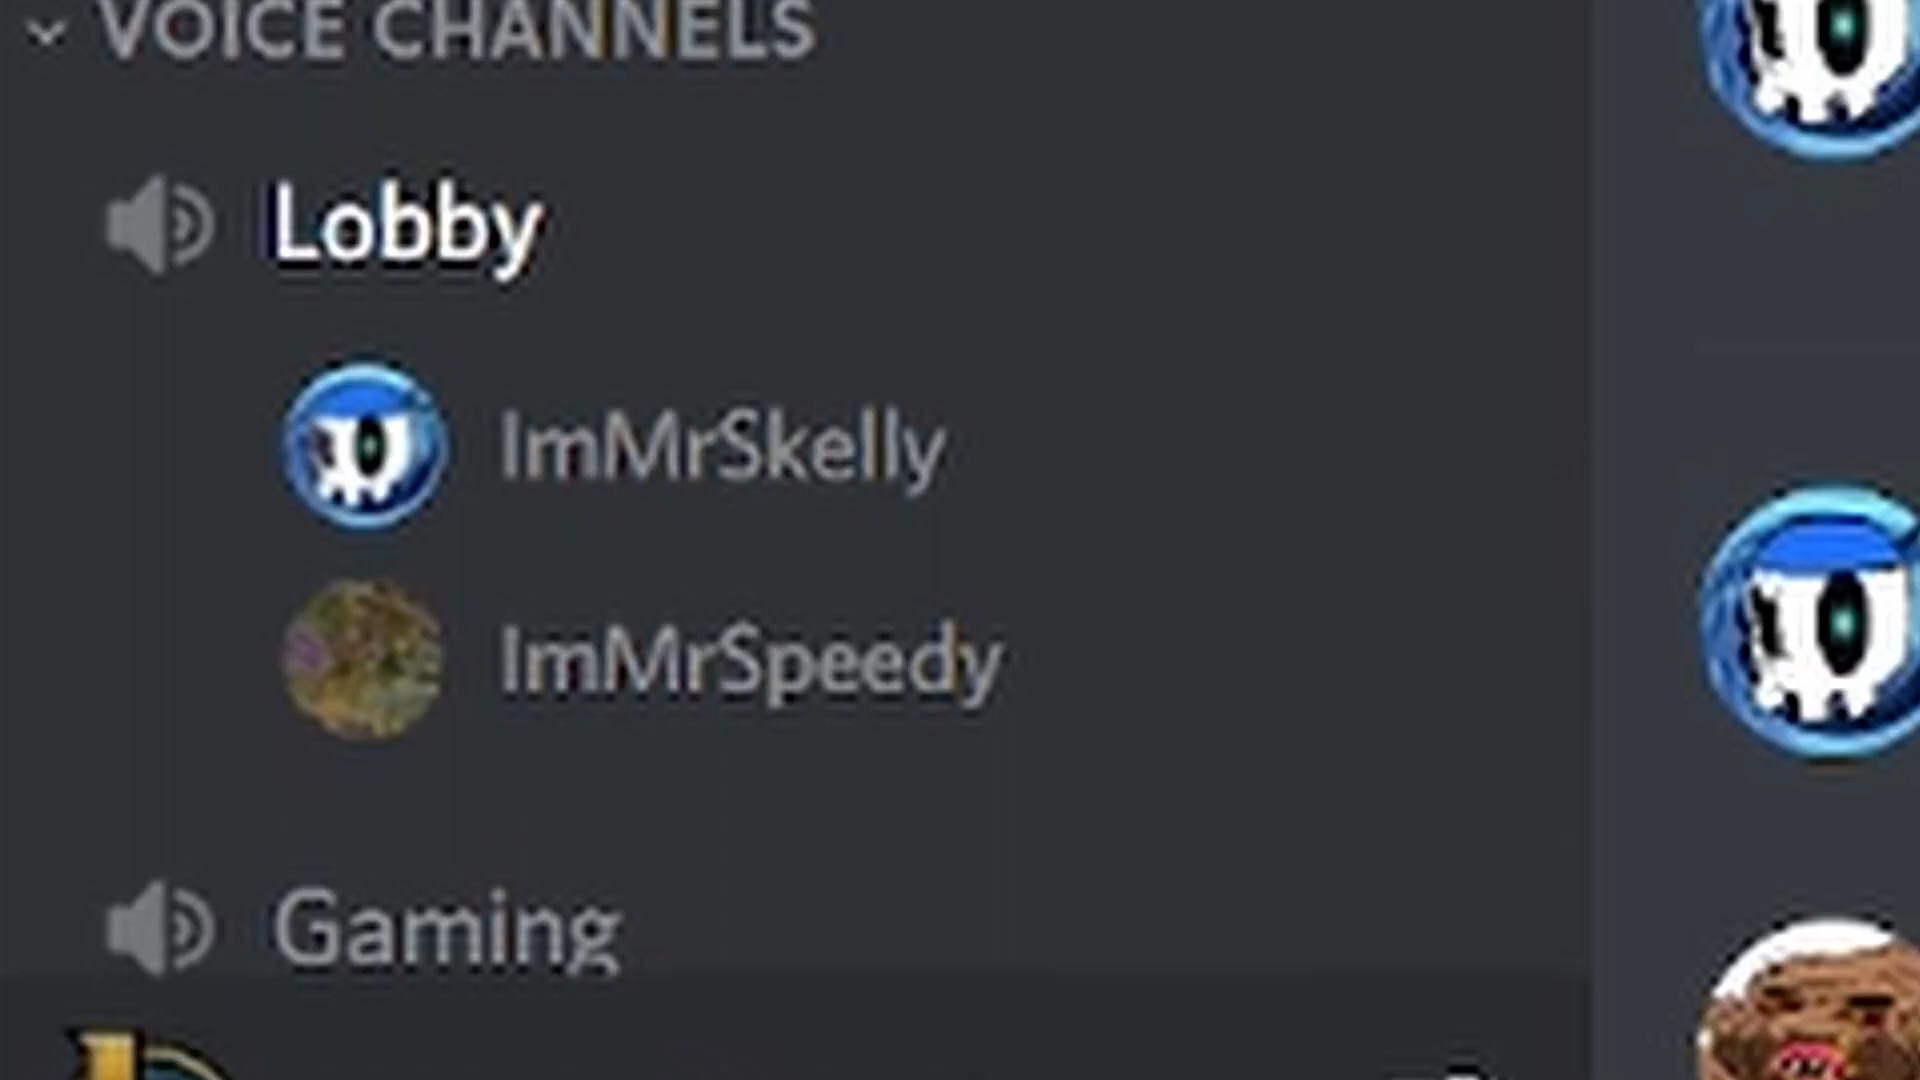 VOICE CHANNELS
Lobby
ImMrSkelly
ImMrSpeedy
Gaming